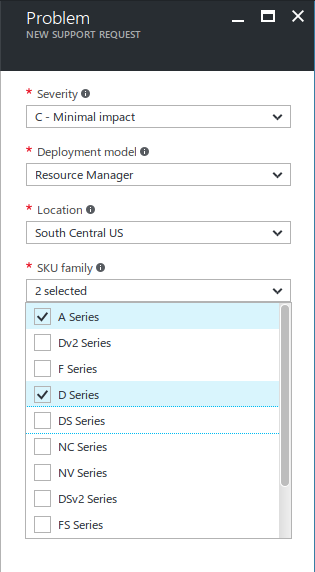 Problem
NEW SUPPORT REQUEST
* Severity
C - Minimal impact
* Deployment model
Resource Manager
* Location
South Central US
* SKU family
2 selected
A Series
Dv2 Series
F Series
D Series
DS Series
NC Series
NV Series
DSv2 Series
FS Series